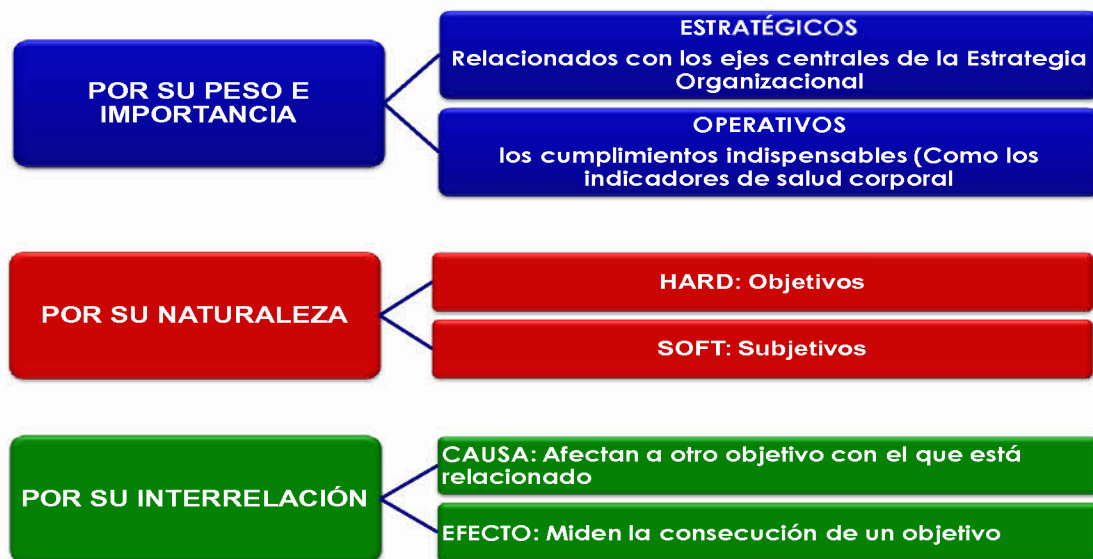 POR SU PESO E
IMPORTANCIA
ESTRATÉGICOS
Relacionados con los ejes centrales de la Estrategia
Organizacional
OPERATIVOS
los cumplimientos indispensables (Como los
indicadores de salud corporal
POR SU NATURALEZA
HARD: Objetivos
SOFT: Subjetivos
POR SU INTERRELACIÓN
CAUSA: Afectan a otro objetivo con el que está
relacionado
EFECTO: Miden la consecución de un objetivo